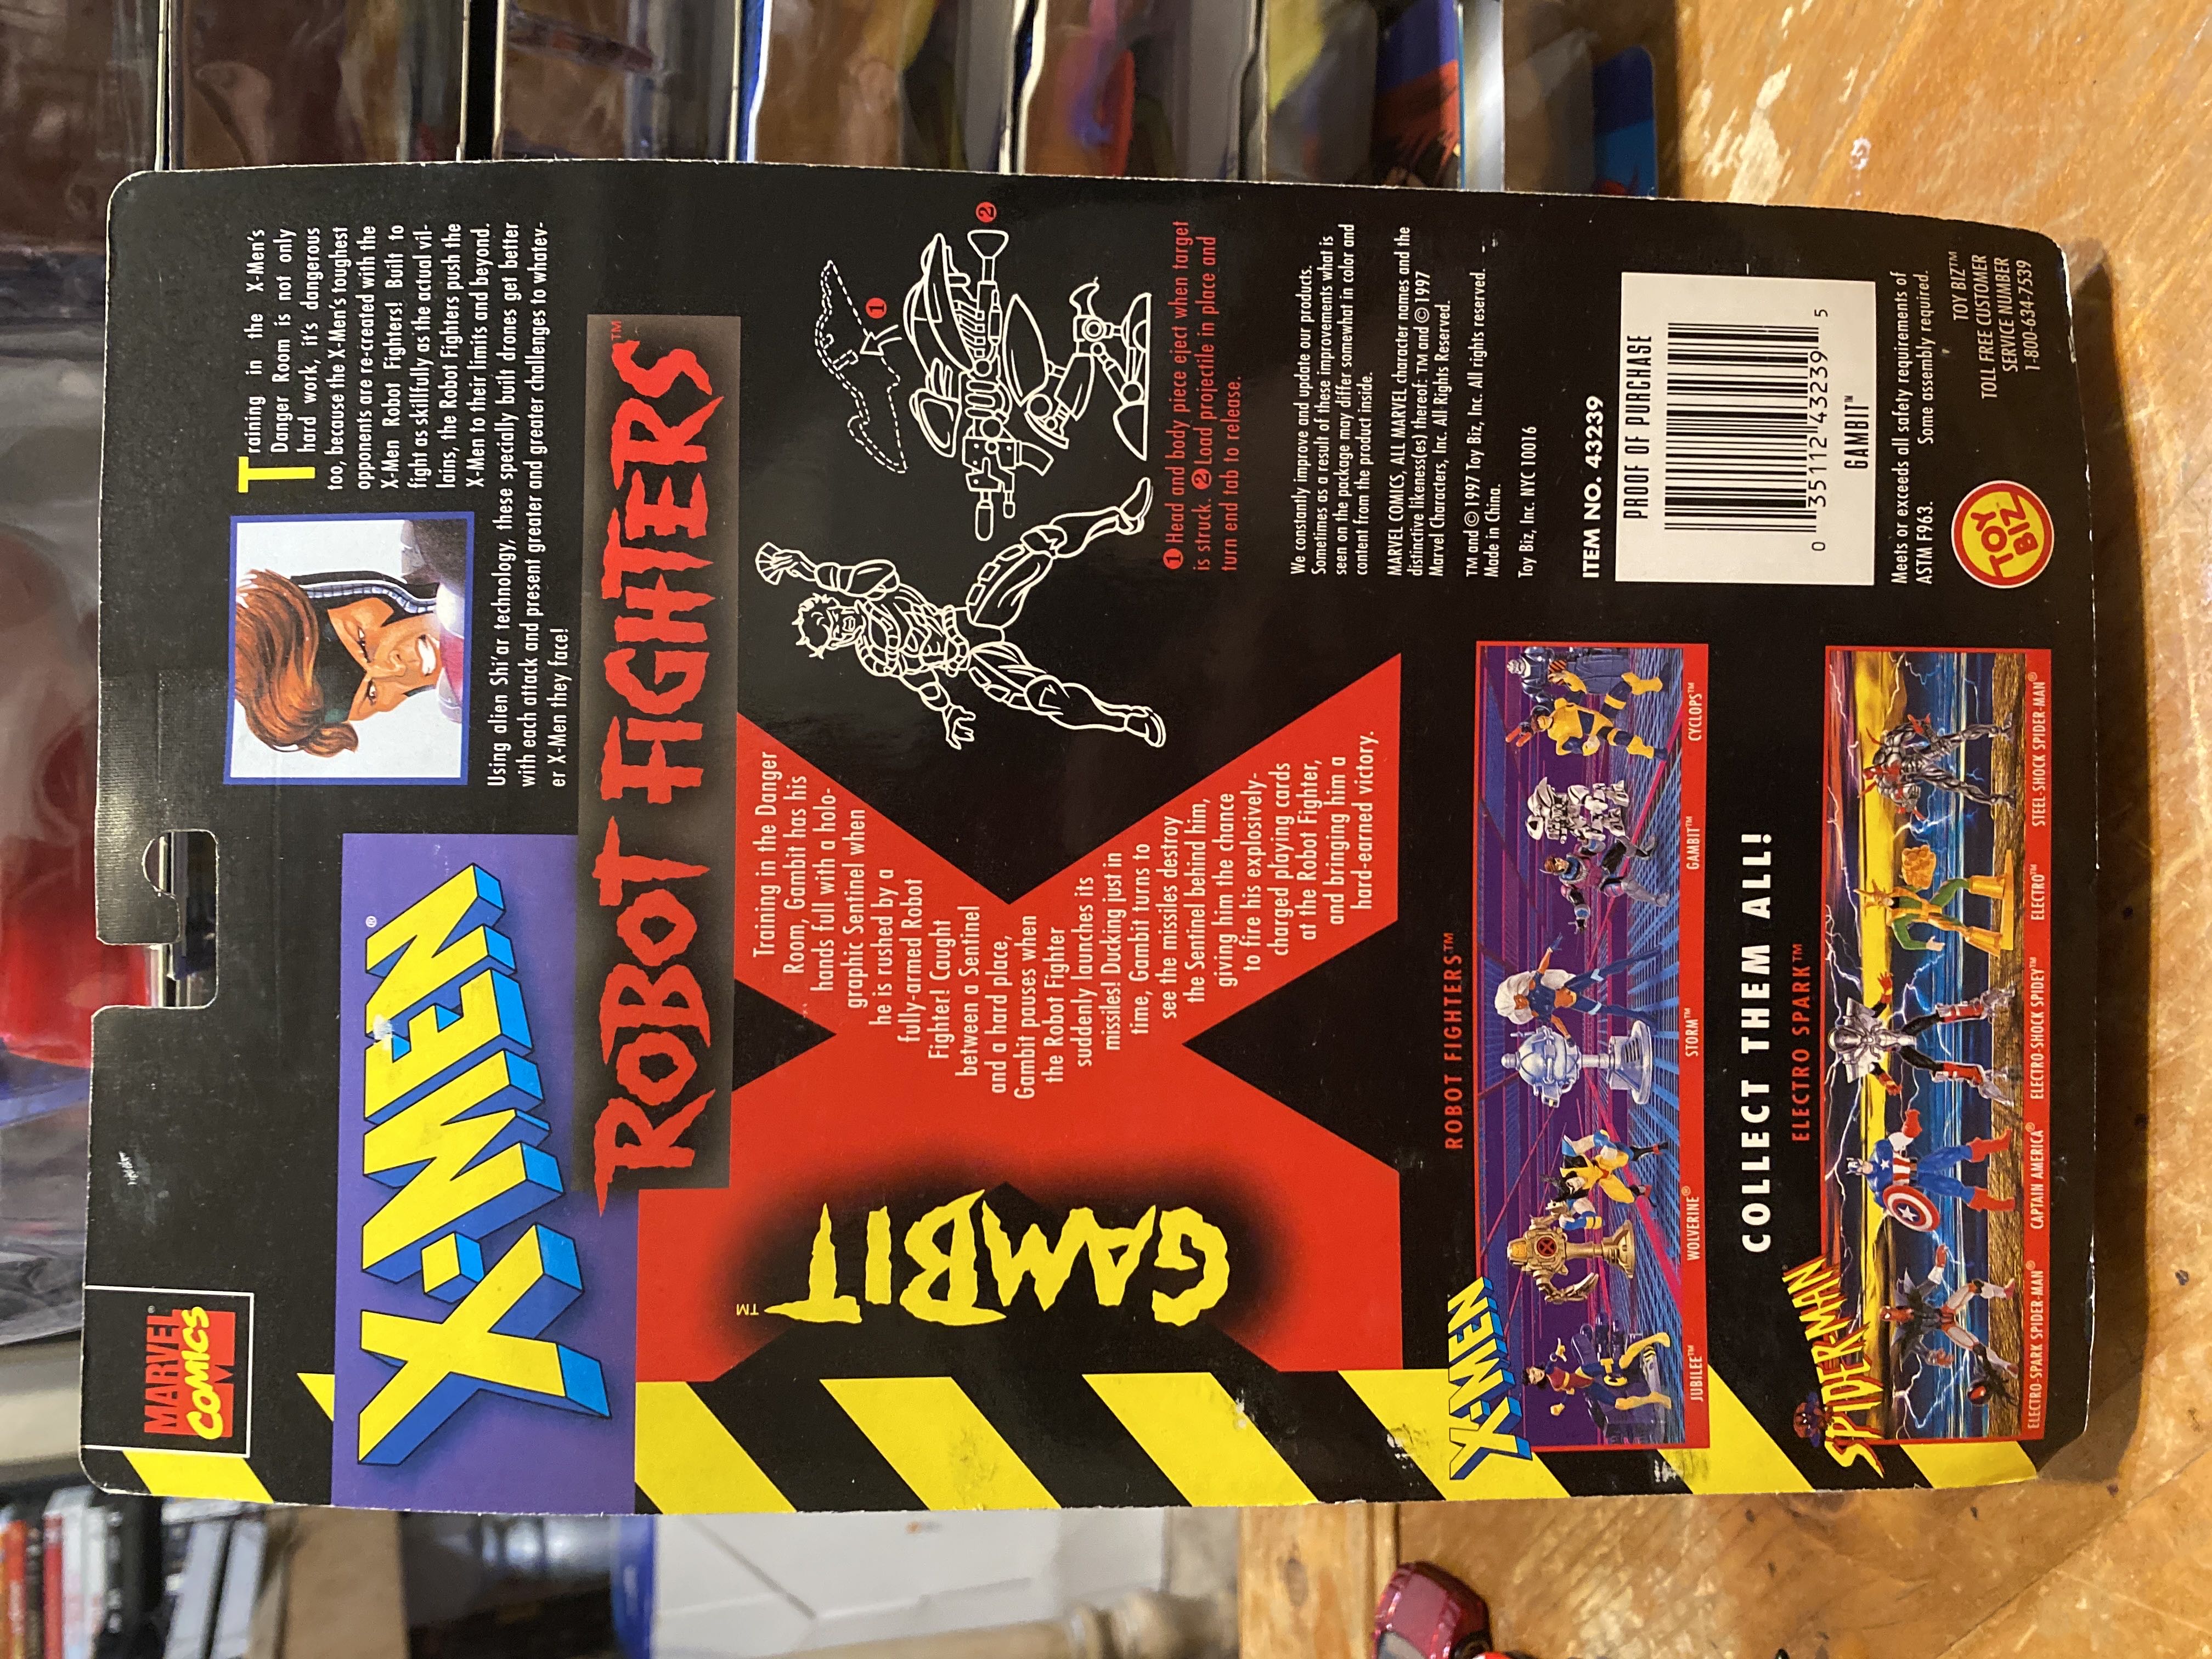 MARVEL®
COMICS
Training in the X-Men's
Danger Room is not only
hard work, it's dangerous
too, because the X-Men's toughest
opponents are re-created with the
X-Men Robot Fighters! Built to
fight as skillfully as the actual vil-
lains, the Robot Fighters push the
X-Men to their limits and beyond.
Using alien Shi'ar technology, these specially built drones get better
with each attack and present greater and greater challenges to whatev-
er X-Men they face!
X-MEN®
ROBOT FIGHTERS™
GAMBIT™
Training in the Danger
Room, Gambit has his
hands full with a holo-
graphic Sentinel when
he is rushed by a
fully-armed Robot
Fighter! Caught
between a Sentinel
and a hard place,
Gambit pauses when
the Robot Fighter
suddenly launches its
missiles! Ducking just in
time, Gambit turns to
see the missiles destroy
the Sentinel behind him,
giving him the chance
to fire his explosively-
charged playing cards
at the Robot Fighter,
and bringing him a
hard-earned victory.
1
2
1 Head and body piece eject when target
is struck. 2 Load projectile in place and
turn end tab to release.
We constantly improve and update our products.
Sometimes as a result of these improvements what is
seen on the package may differ somewhat in color and
content from the product inside.
MARVEL COMICS, ALL MARVEL character names and the
distinctive likeness(es) thereof: TM and © 1997
Marvel Characters, Inc. All Rights Reserved.
TM and © 1997 Toy Biz, Inc. All rights reserved.
Made in China.
Toy Biz, Inc. NYC 10016
ITEM NO. 43239
PROOF OF PURCHASE
0 35112 43239 5
GAMBIT™
Meets or exceeds all safety requirements of
ASTM F963. Some assembly required.
TOY BIZ
TOY BIZ™
TOLL FREE CUSTOMER
SERVICE NUMBER
1-800-634-7539
X-MEN
ROBOT FIGHTERS™
JUBILEE™ WOLVERINE® STORM™ GAMBIT™ CYCLOPS™
COLLECT THEM ALL!
SPIDER-MAN
ELECTRO SPARK™
ELECTRO-SPARK SPIDER-MAN® CAPTAIN AMERICA® ELECTRO-SHOCK SPIDEY™ ELECTRO™ STEEL-SHOCK SPIDER-MAN®